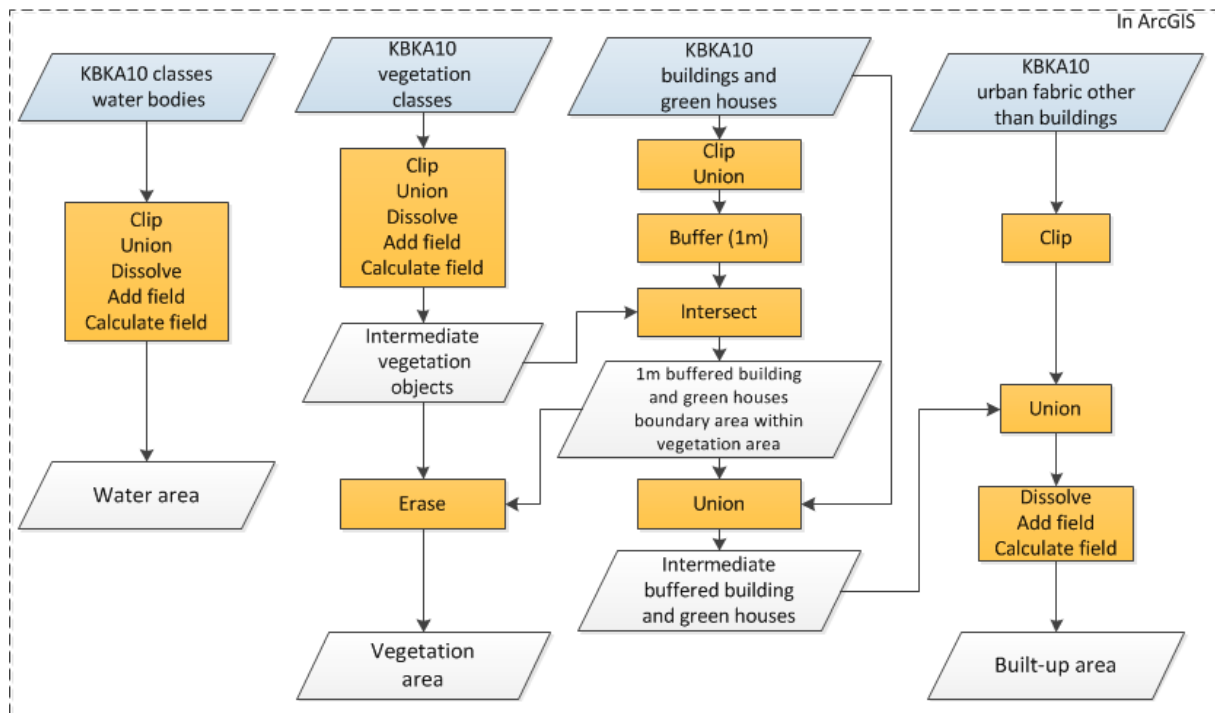 In ArcGIS
KBKA10 classes
water bodies
Clip
Union
Dissolve
Add field
Calculate field
Water area
KBKA10
vegetation
classes
Clip
Union
Dissolve
Add field
Calculate field
Intermediate
vegetation
objects
Erase
Vegetation
area
KBKA10
buildings and
green houses
Clip
Union
Buffer (1m)
Intersect
1m buffered building
and green houses
boundary area within
vegetation area
Union
Intermediate
buffered building
and green houses
KBKA10
urban fabric other
than buildings
Clip
Union
Dissolve
Add field
Calculate field
Built-up area